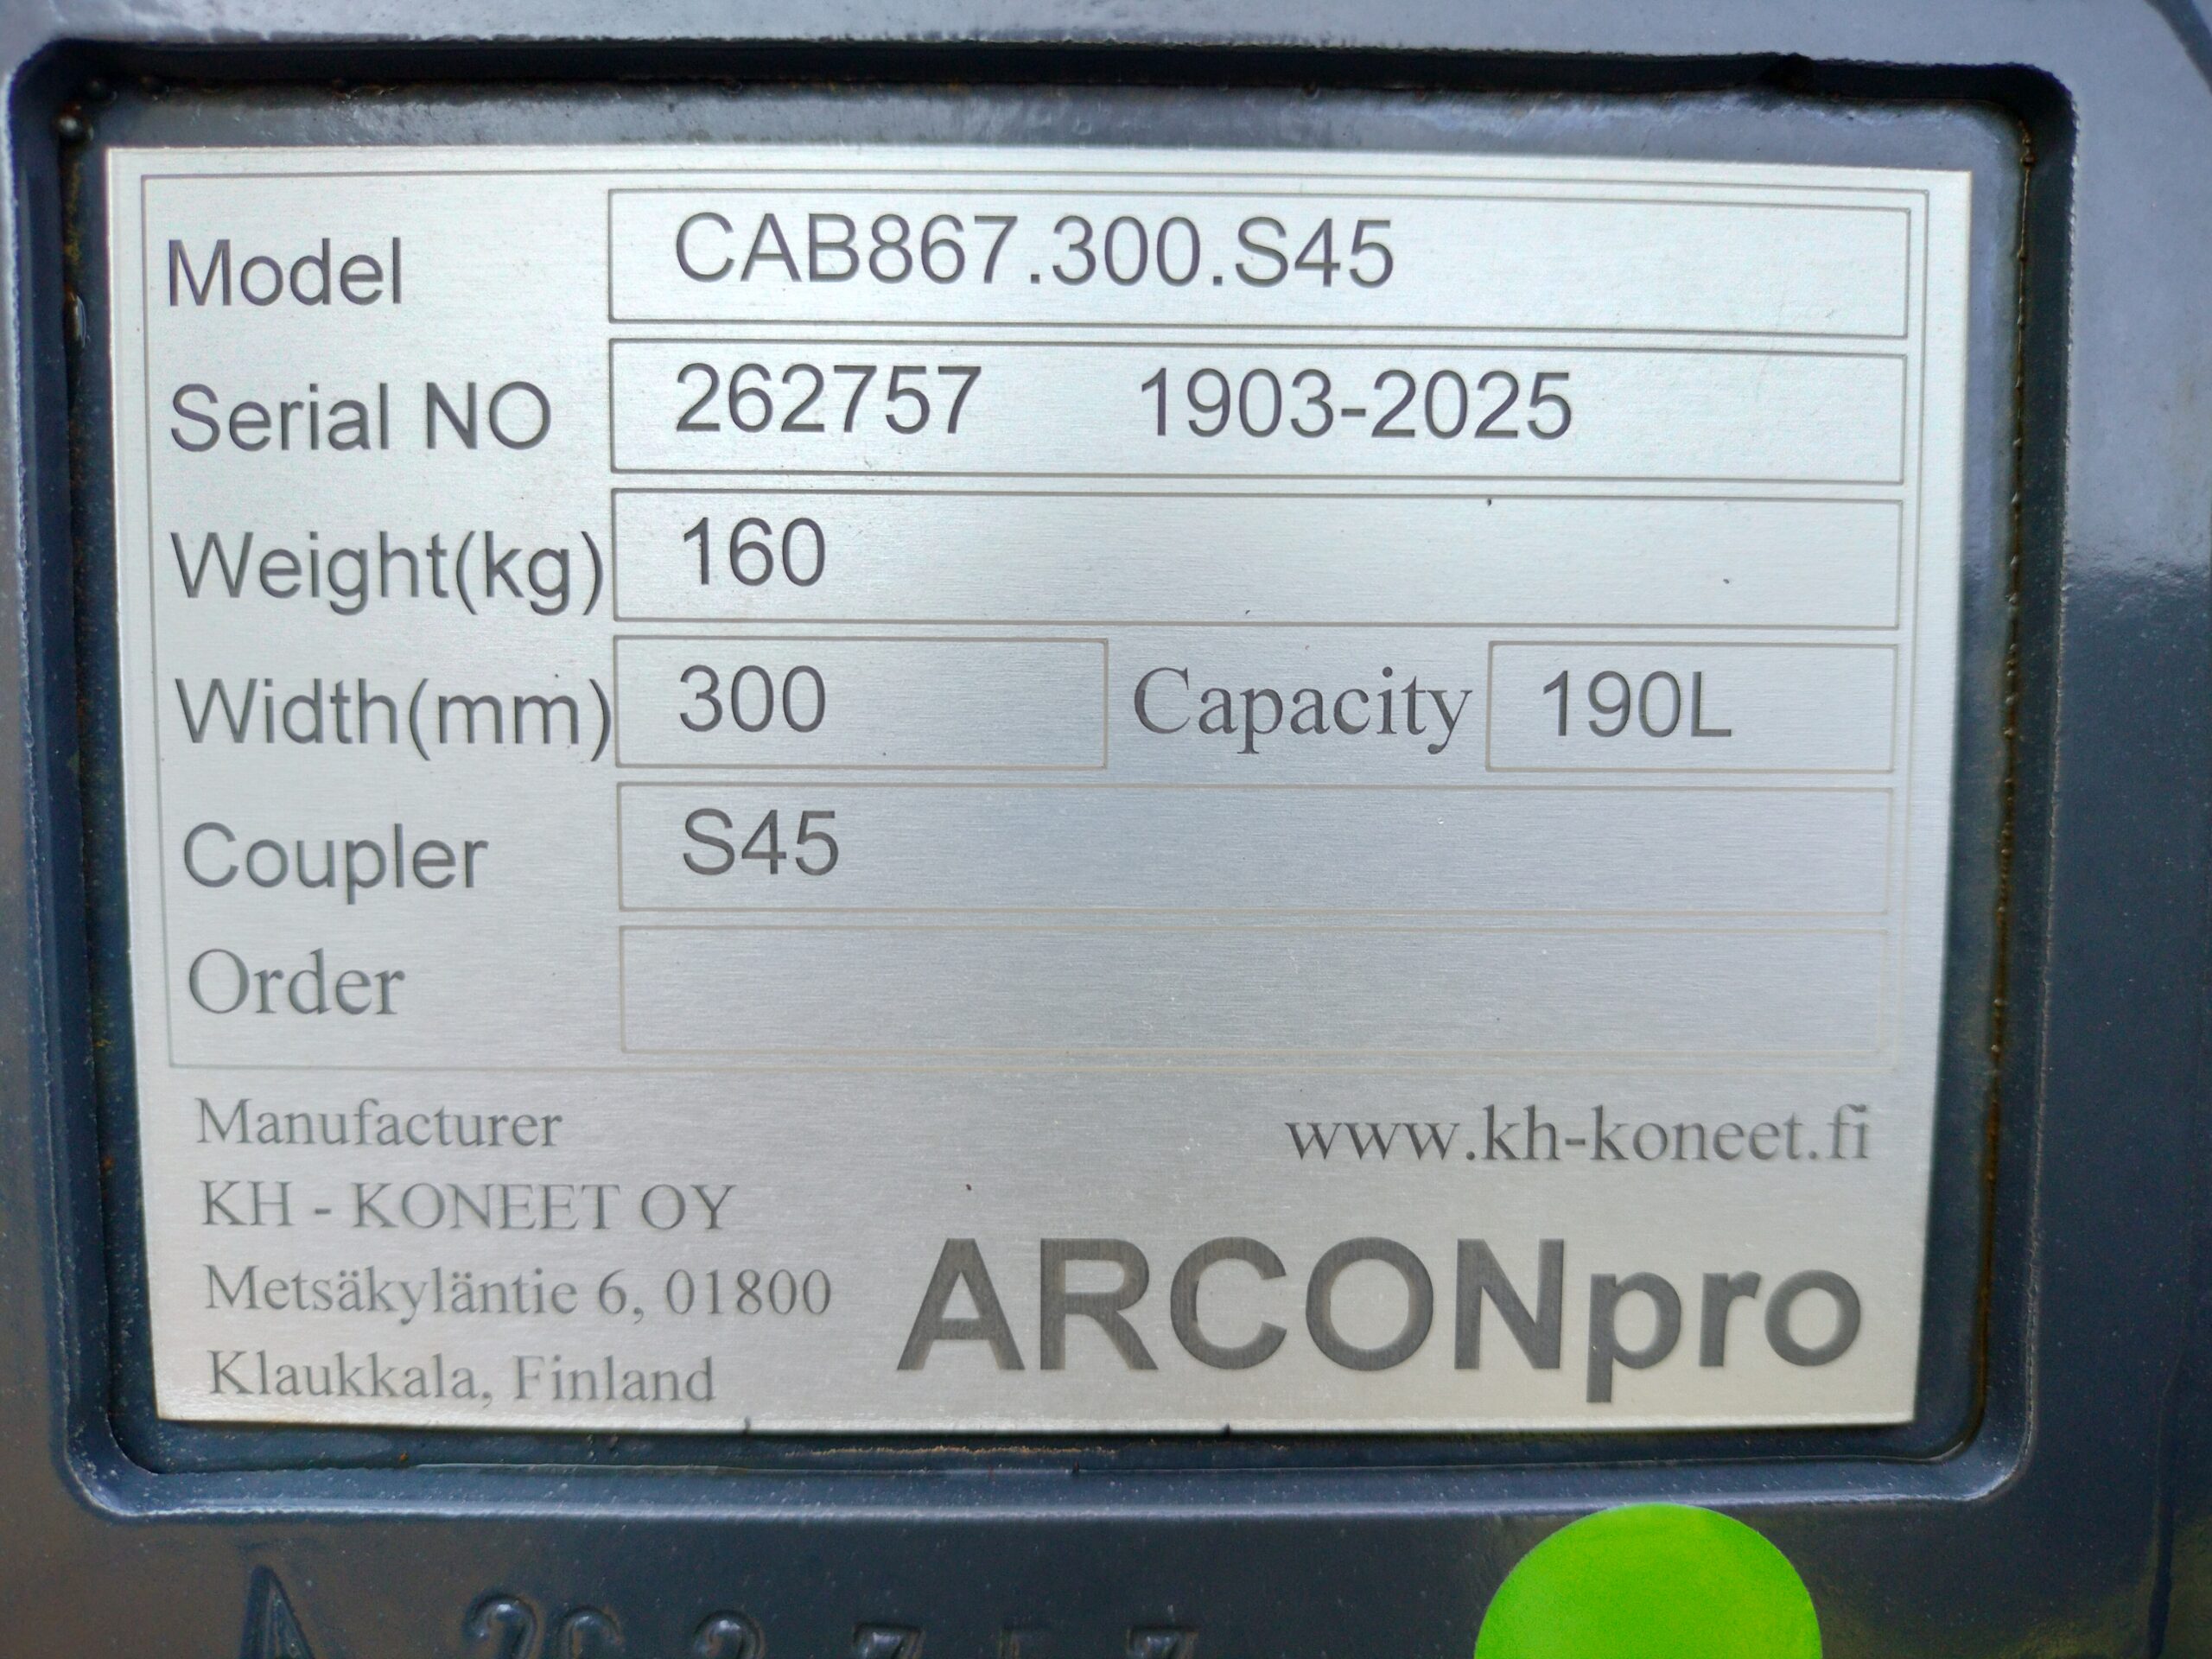 Model CAB867.300.S45
Serial NO 262757 1903-2025
Weight(kg) 160
Width(mm) 300 Capacity 190L
Coupler S45
Order
Manufacturer
www.kh-koneet.fi
KH - KONEET OY
Metsäkyläntie 6, 01800
Klaukkala, Finland
ARCONpro